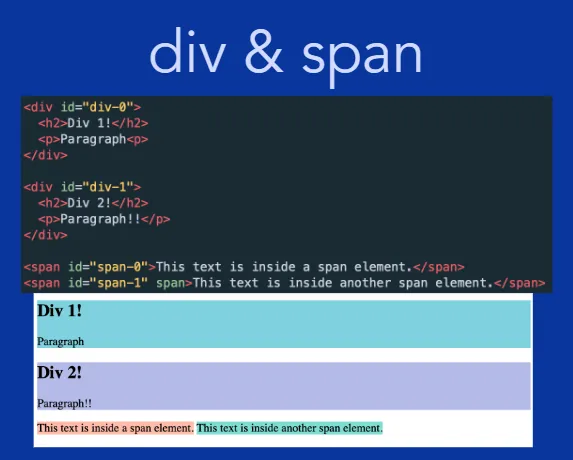 div & span
<div id="div-0">
<h2>Div 1!</h2>
<p>Paragraph<p>
</div>
<div id="div-1">
<h2>Div 2!</h2>
<p>Paragraph!!</p>
</div>
<span id="span-0">This text is inside a span element.</span>
<span id="span-1" span>This text is inside another span element.</span>
Div 1!
Paragraph
Div 2!
Paragraph!!
This text is inside a span element. This text is inside another span element.